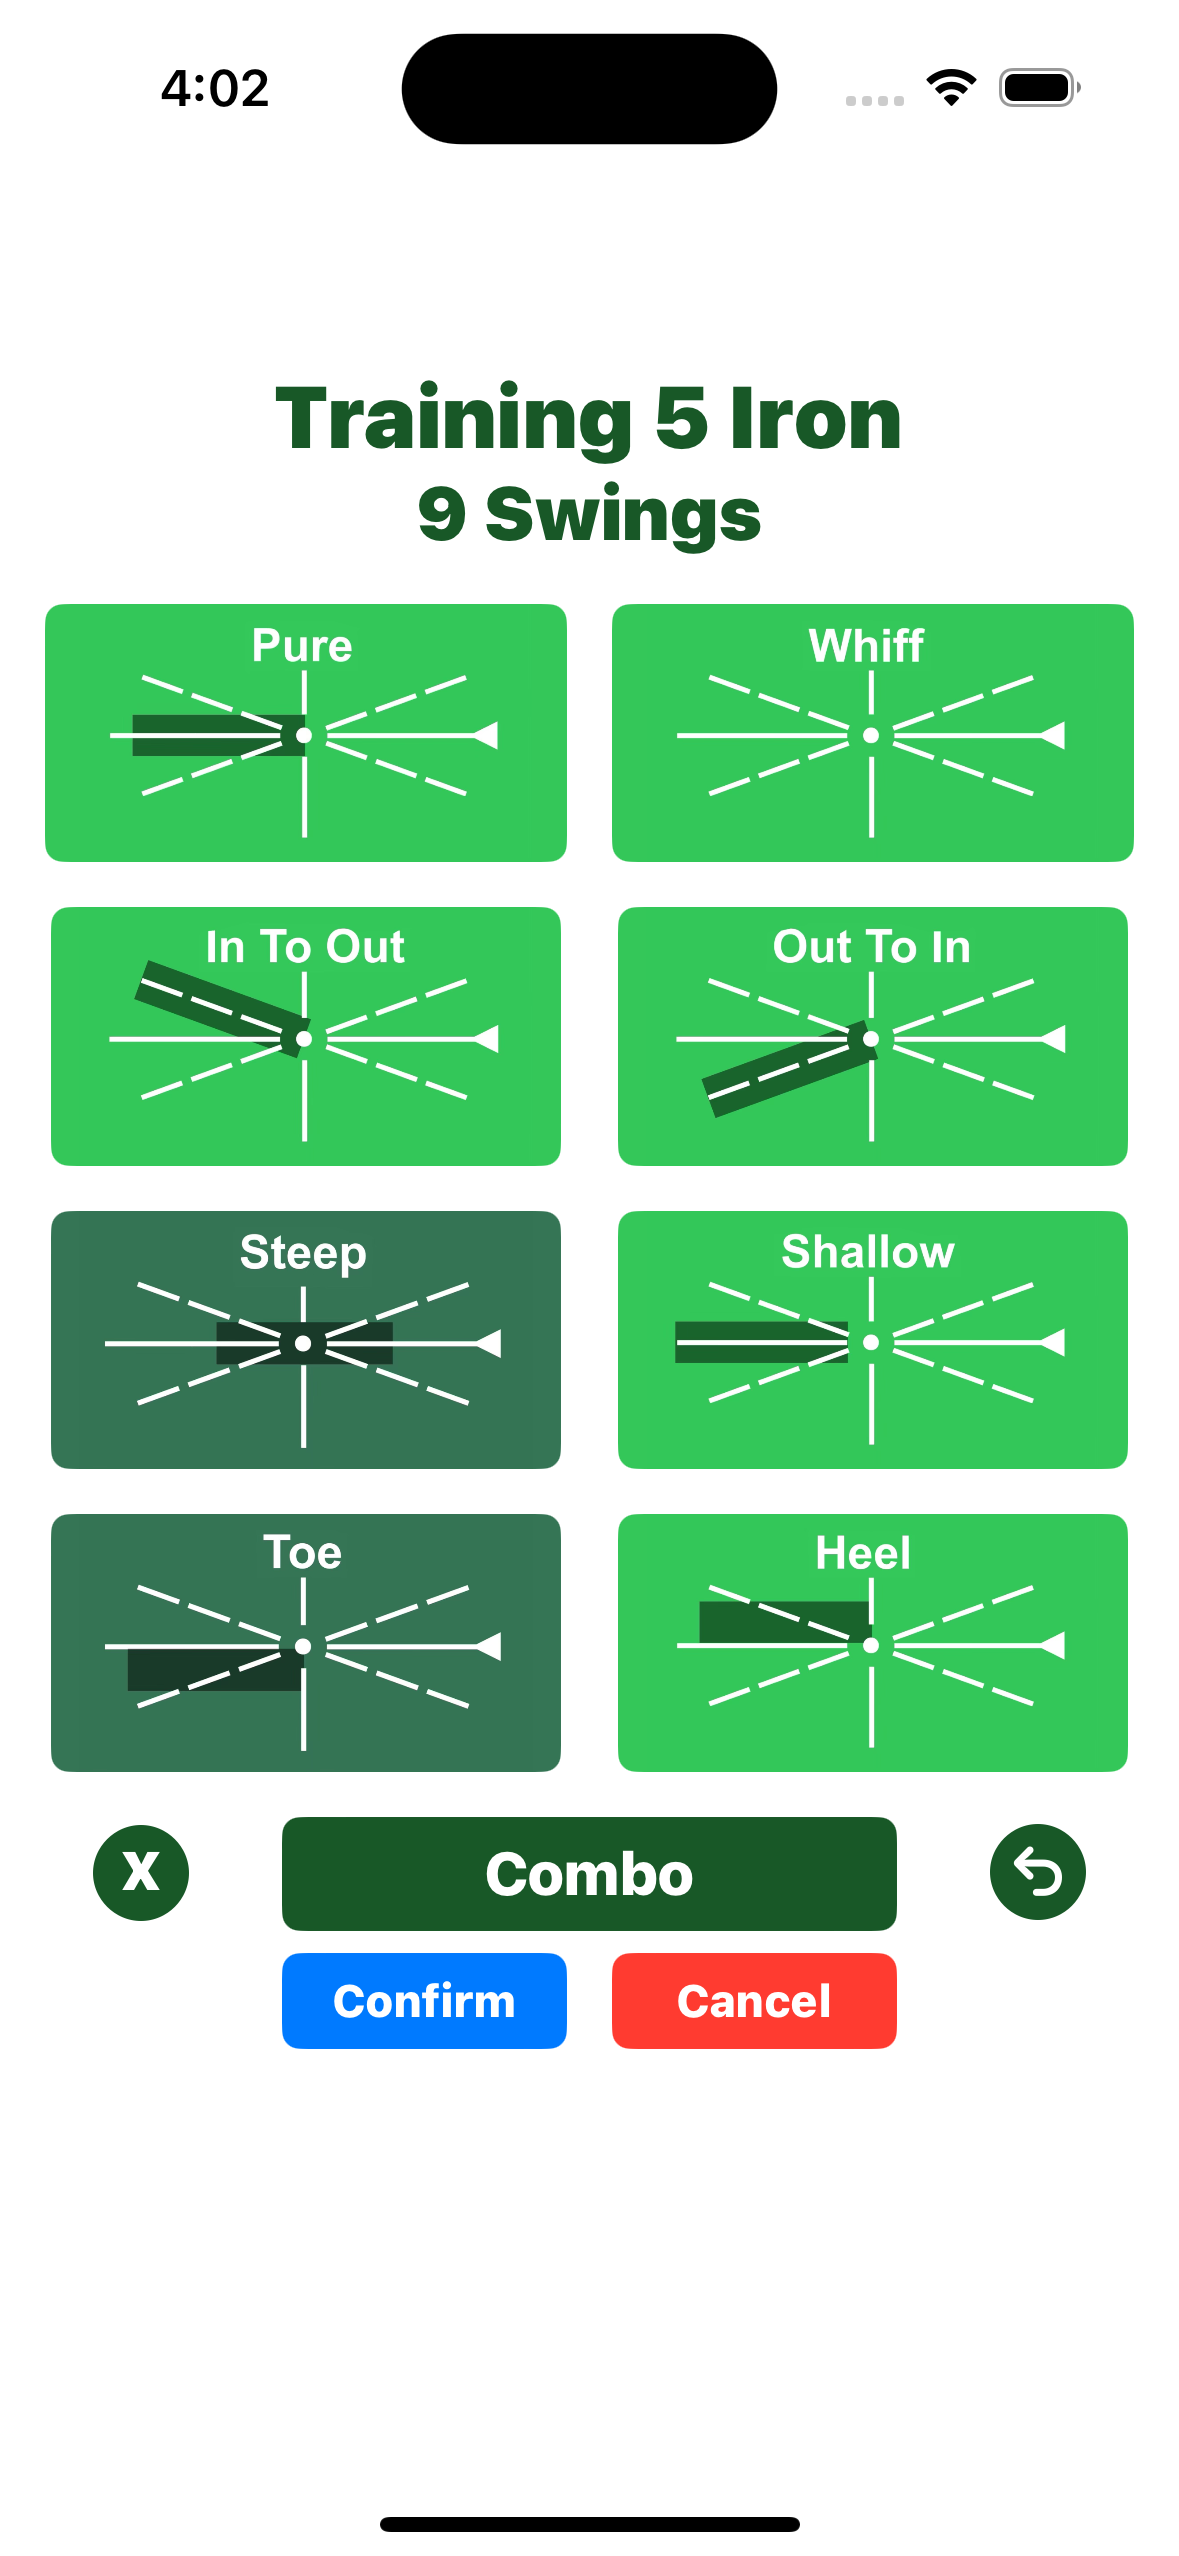 4:02
Training 5 Iron
9 Swings
Pure
Whiff
In To Out
Out To In
Steep
Shallow
Toe
Heel
X
Combo
Confirm
Cancel